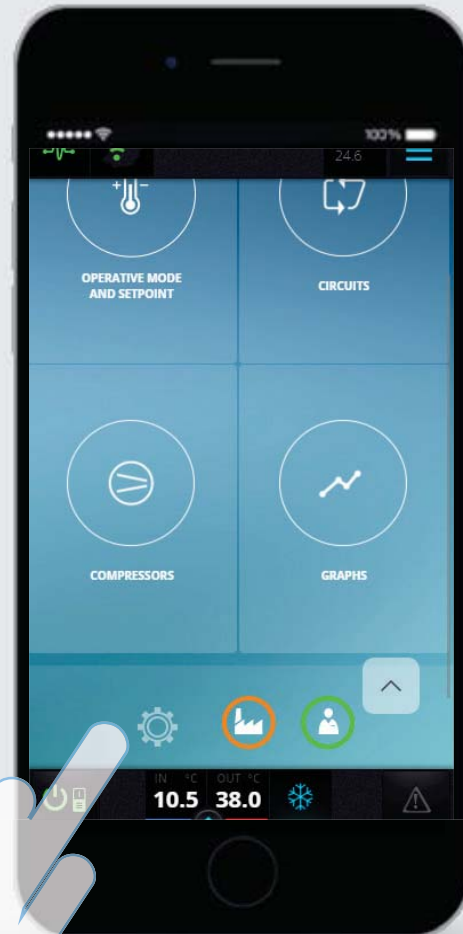 100%
24.6
OPERATIVE MODE
AND SETPOINT
CIRCUITS
COMPRESSORS
GRAPHS
IN °C OUT °C
10.5 38.0